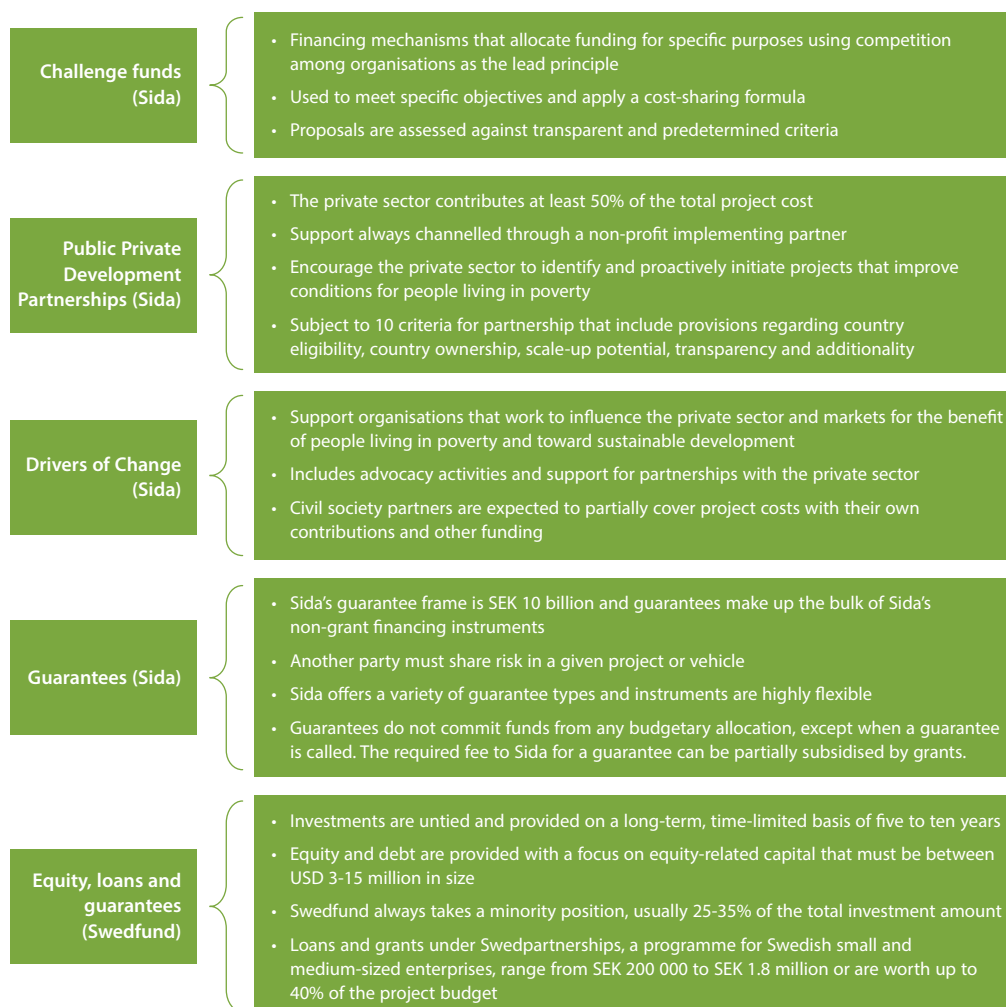 Challenge funds
(Sida)
• Financing mechanisms that allocate funding for specific purposes using competition
among organisations as the lead principle
• Used to meet specific objectives and apply a cost-sharing formula
• Proposals are assessed against transparent and predetermined criteria
Public Private
Development
Partnerships (Sida)
• The private sector contributes at least 50% of the total project cost
• Support always channelled through a non-profit implementing partner
• Encourage the private sector to identify and proactively initiate projects that improve
conditions for people living in poverty
• Subject to 10 criteria for partnership that include provisions regarding country
eligibility, country ownership, scale-up potential, transparency and additionality
Drivers of Change
(Sida)
• Support organisations that work to influence the private sector and markets for the benefit
of people living in poverty and toward sustainable development
• Includes advocacy activities and support for partnerships with the private sector
• Civil society partners are expected to partially cover project costs with their own
contributions and other funding
Guarantees (Sida)
• Sida’s guarantee frame is SEK 10 billion and guarantees make up the bulk of Sida’s
non-grant financing instruments
• Another party must share risk in a given project or vehicle
• Sida offers a variety of guarantee types and instruments are highly flexible
• Guarantees do not commit funds from any budgetary allocation, except when a guarantee
is called. The required fee to Sida for a guarantee can be partially subsidised by grants.
Equity, loans and
guarantees
(Swedfund)
• Investments are untied and provided on a long-term, time-limited basis of five to ten years
• Equity and debt are provided with a focus on equity-related capital that must be between
USD 3-15 million in size
• Swedfund always takes a minority position, usually 25-35% of the total investment amount
• Loans and grants under Swedpartnerships, a programme for Swedish small and
medium-sized enterprises, range from SEK 200 000 to SEK 1.8 million or are worth up to
40% of the project budget